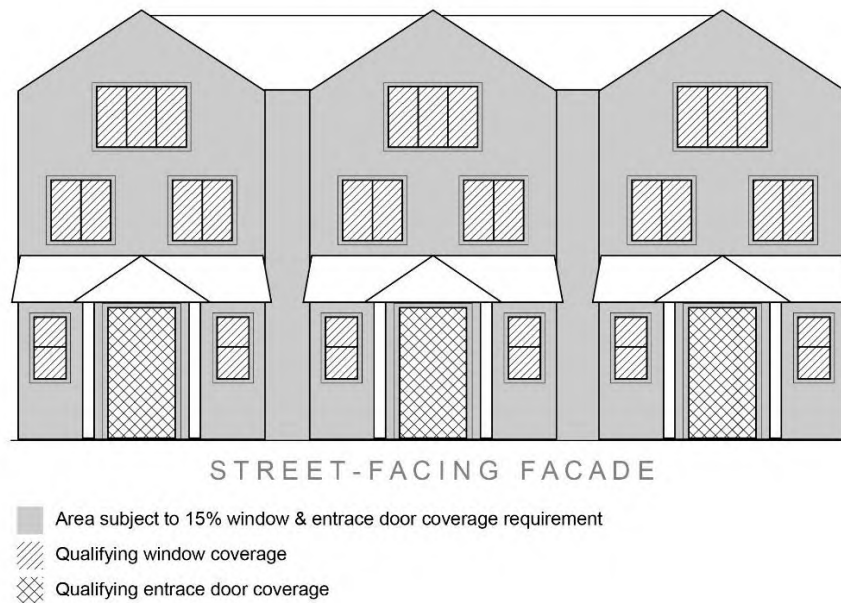 STREET-FACING FACADE
Area subject to 15% window & entrace door coverage requirement
Qualifying window coverage
Qualifying entrace door coverage